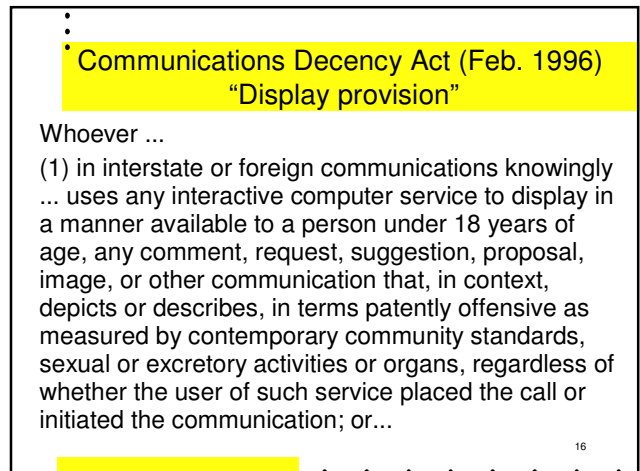 Communications Decency Act (Feb. 1996)
“Display provision”
Whoever ...
(1) in interstate or foreign communications knowingly
... uses any interactive computer service to display in
a manner available to a person under 18 years of
age, any comment, request, suggestion, proposal,
image, or other communication that, in context,
depicts or describes, in terms patently offensive as
measured by contemporary community standards,
sexual or excretory activities or organs, regardless of
whether the user of such service placed the call or
initiated the communication; or...
16